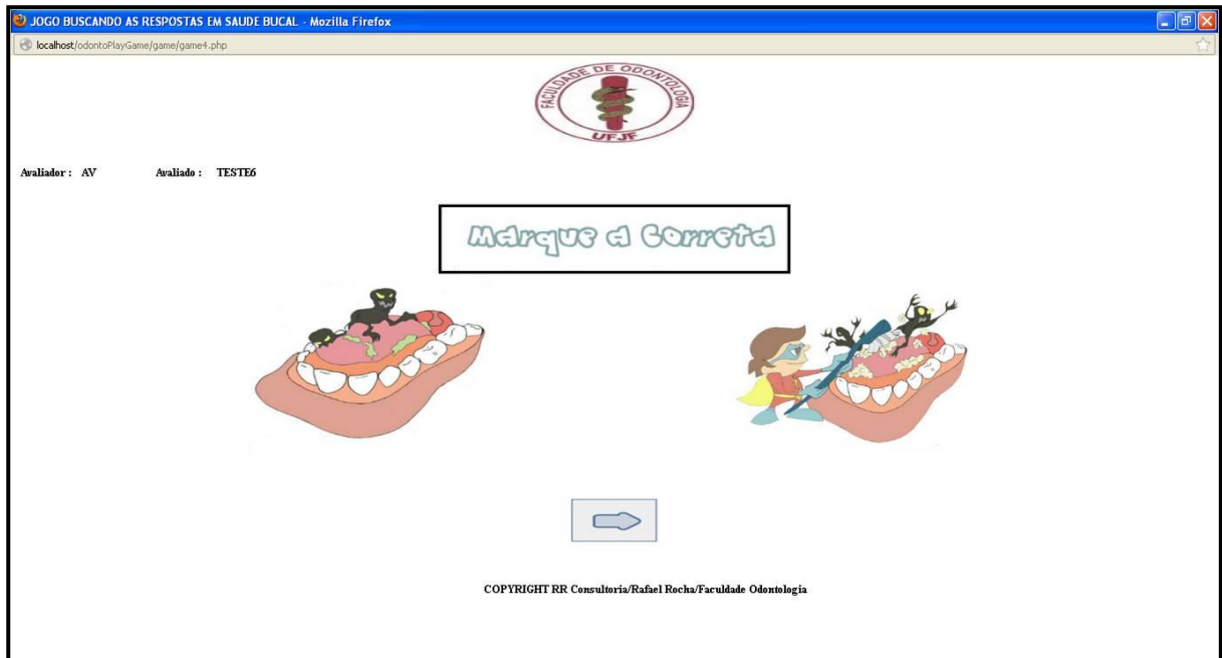 JOGO BUSCANDO AS RESPOSTAS EM SAUDE BUCAL - Mozilla Firefox
localhost/odontoPlayGame/game/game4.php
FACULDADE DE ODONTOLOGIA
UFJF
Avaliador : AV Avaliado : TESTE6
Marque a Correta
COPYRIGHT RR Consultoria/Rafael Rocha/Faculdade Odontologia